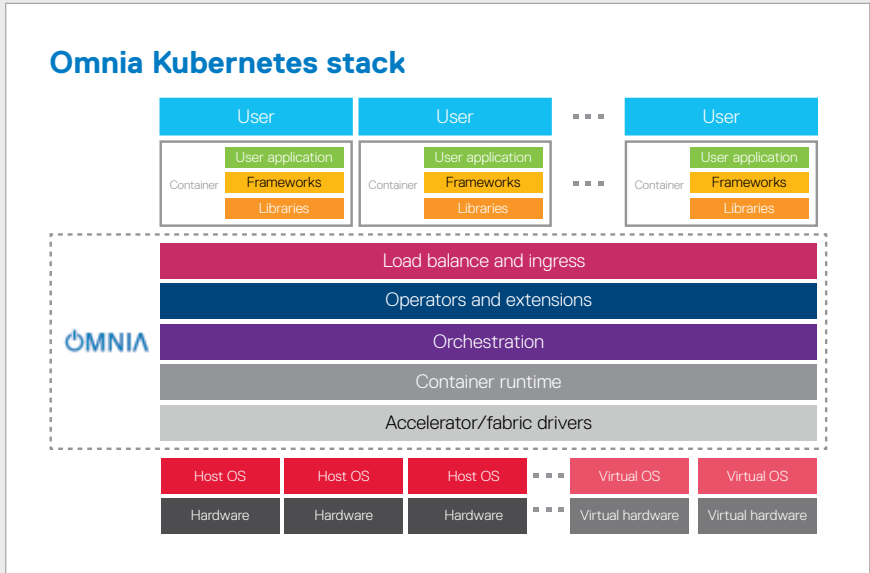 Omnia Kubernetes stack
User User User
User application User application User application
Container Frameworks Container Frameworks Container Frameworks
Libraries Libraries Libraries
Load balance and ingress
Operators and extensions
OMNIA Orchestration
Container runtime
Accelerator/fabric drivers
Host OS Host OS Host OS Virtual OS Virtual OS
Hardware Hardware Hardware Virtual hardware Virtual hardware